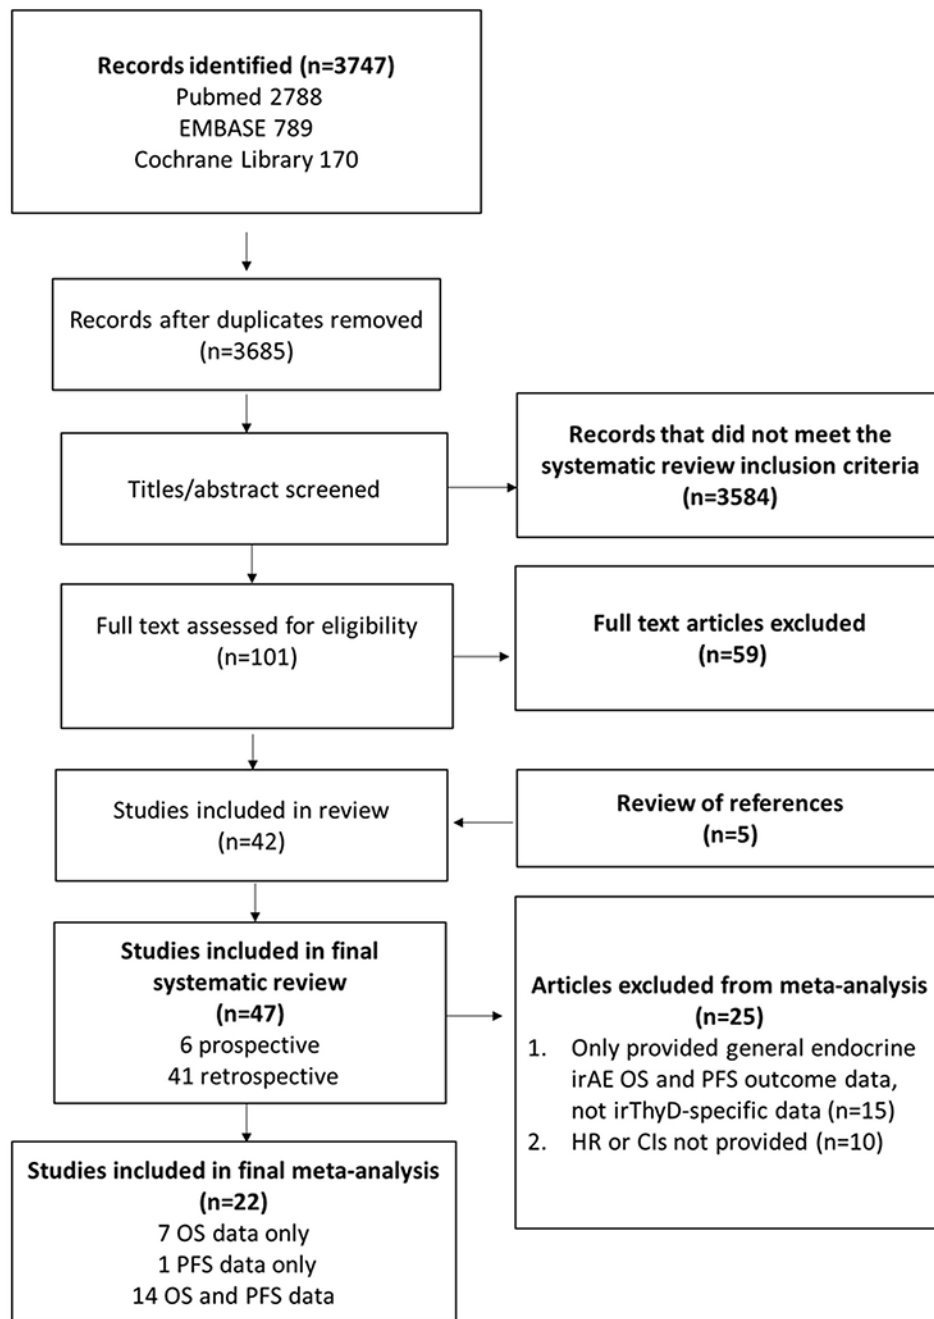 Records identified (n=3747)
Pubmed 2788
EMBASE 789
Cochrane Library 170
Records after duplicates removed
(n=3685)
Titles/abstract screened
Records that did not meet the
systematic review inclusion criteria
(n=3584)
Full text assessed for eligibility
(n=101)
Full text articles excluded
(n=59)
Studies included in review
(n=42)
Review of references
(n=5)
Studies included in final
systematic review
(n=47)
6 prospective
41 retrospective
Articles excluded from meta-analysis
(n=25)
1. Only provided general endocrine
irAE OS and PFS outcome data,
not irThyD-specific data (n=15)
2. HR or CIs not provided (n=10)
Studies included in final meta-analysis
(n=22)
7 OS data only
1 PFS data only
14 OS and PFS data